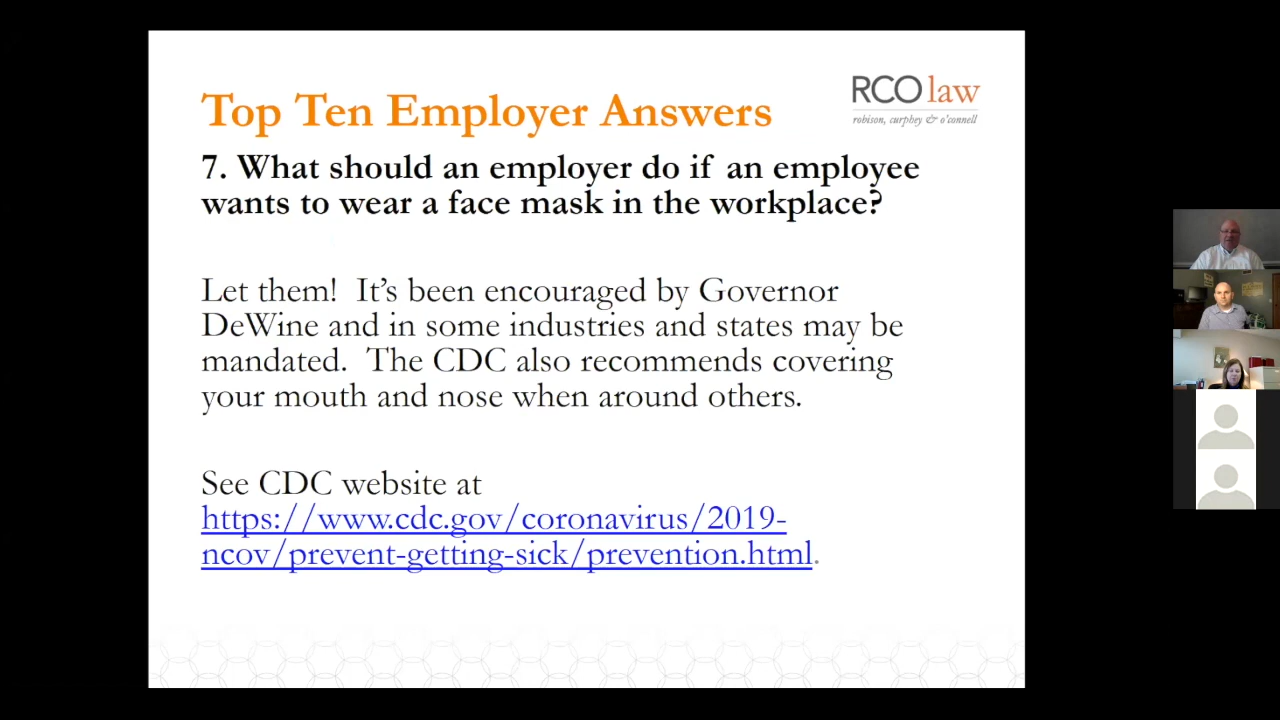 Top Ten Employer Answers
RCO law
robison, curphey & o'connell
7. What should an employer do if an employee
wants to wear a face mask in the workplace?
Let them! It's been encouraged by Governor
DeWine and in some industries and states may be
mandated. The CDC also recommends covering
your mouth and nose when around others.
See CDC website at
https://www.cdc.gov/coronavirus/2019-
ncov/prevent-getting-sick/prevention.html.